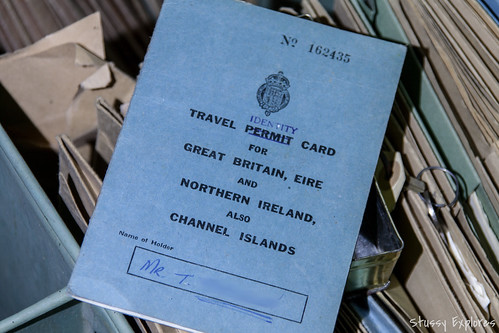 Nº 162435
IDENTITY
TRAVEL PERMIT CARD
FOR
GREAT BRITAIN, EIRE
AND
NORTHERN IRELAND,
ALSO
CHANNEL ISLANDS
Name of Holder
MR. T.
Stussy Explores